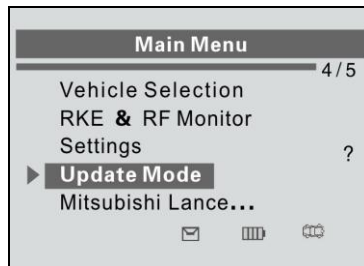 Main Menu
4/5
Vehicle Selection
RKE & RF Monitor
Settings
?
Update Mode
Mitsubishi Lance...